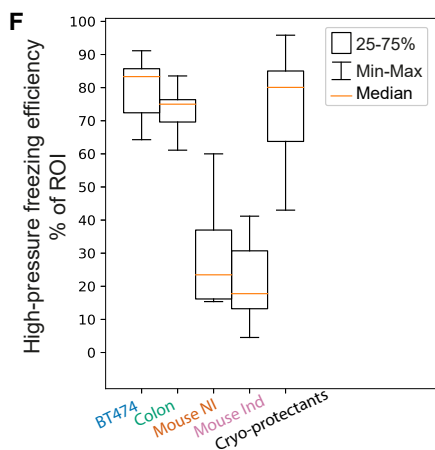 F
High-pressure freezing efficiency
% of ROI
100
90
80
70
60
50
40
30
20
10
0
25-75%
Min-Max
Median
BT474
Colon
Mouse NI
Mouse Ind
Cryo-protectants